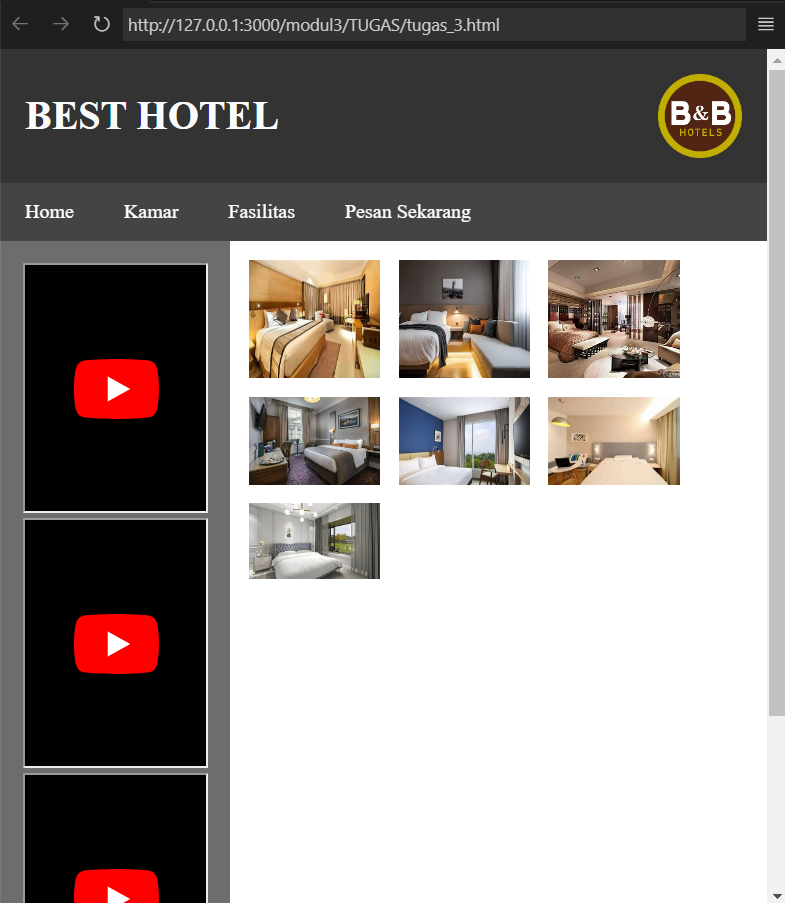 http://127.0.0.1:3000/modul3/TUGAS/tugas_3.html
BEST HOTEL
B&B
HOTELS
Home Kamar Fasilitas Pesan Sekarang